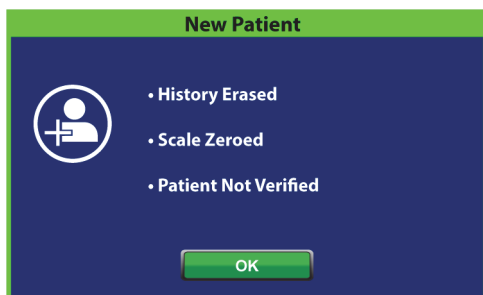 New Patient
• History Erased
• Scale Zeroed
• Patient Not Verified
OK